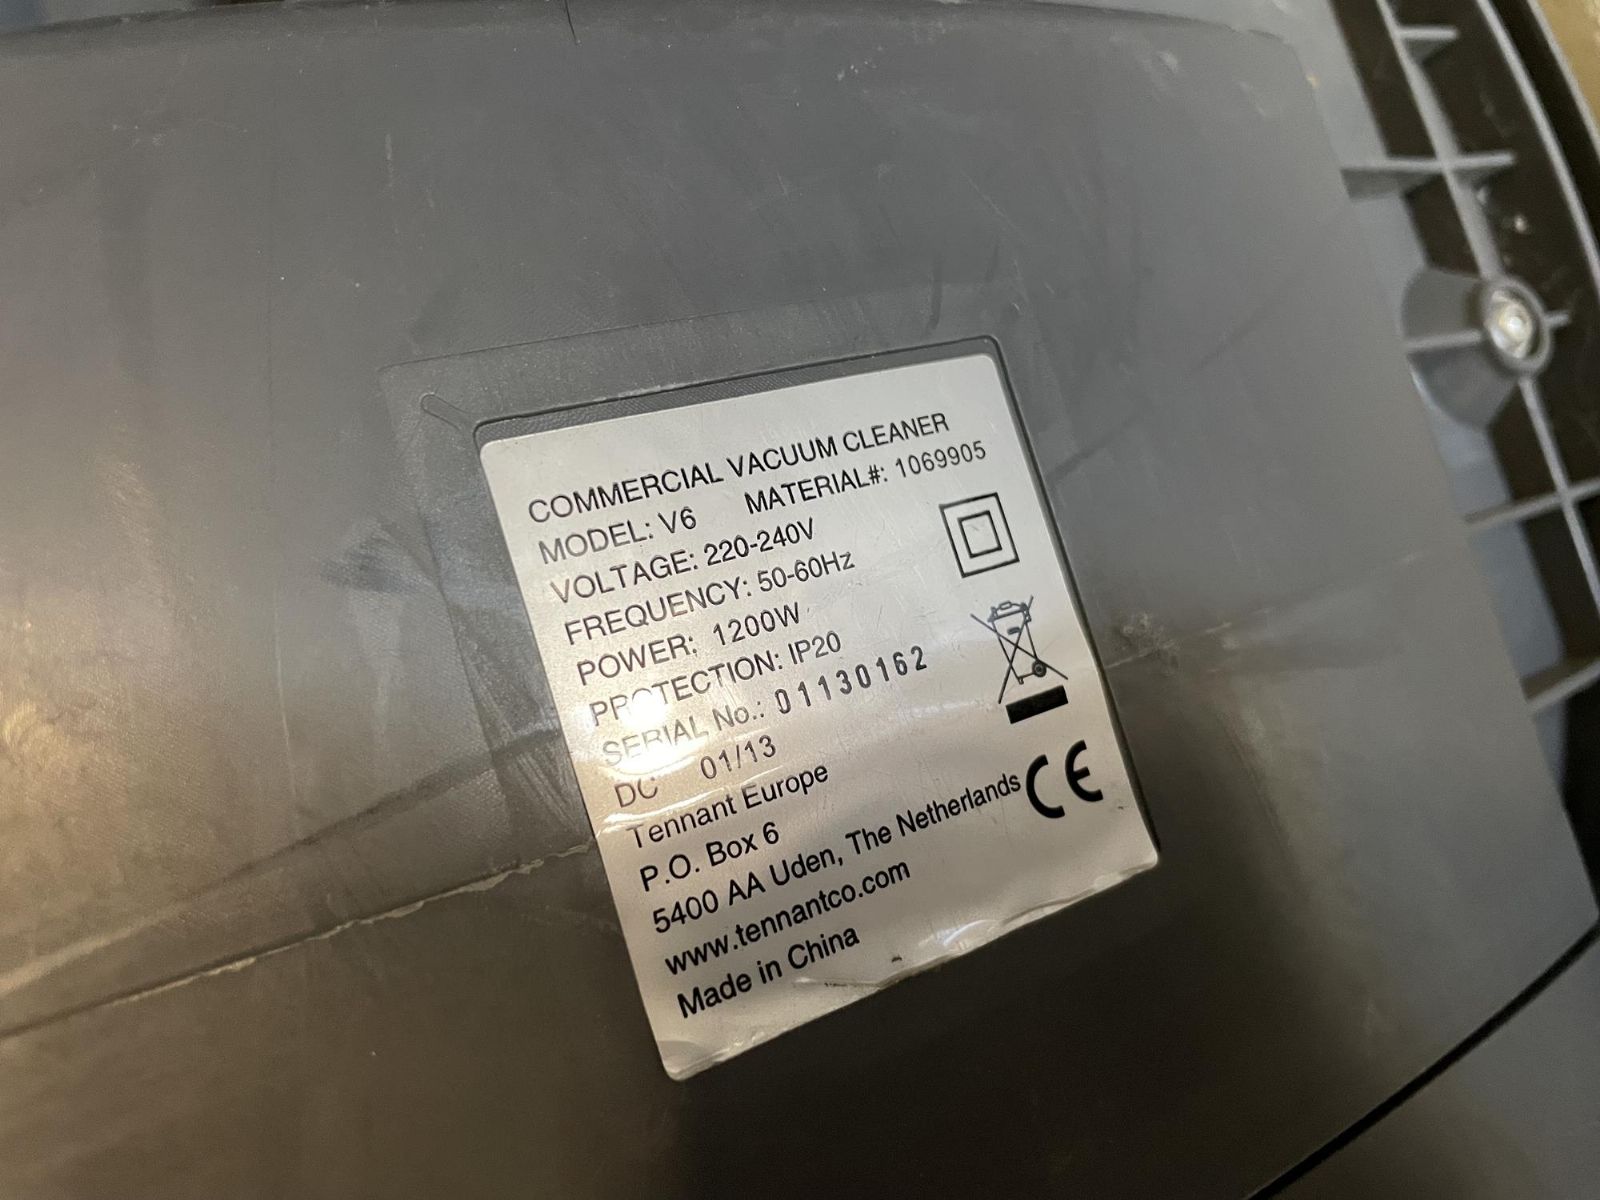 COMMERCIAL VACUUM CLEANER
MODEL: V6 MATERIAL#: 1069905
VOLTAGE: 220-240V
FREQUENCY: 50-60Hz
POWER: 1200W
PROTECTION: IP20
SERIAL No.: 01130162
DC 01/13
Tennant Europe
P.O. Box 6
5400 AA Uden, The Netherlands CE
www.tennantco.com
Made in China